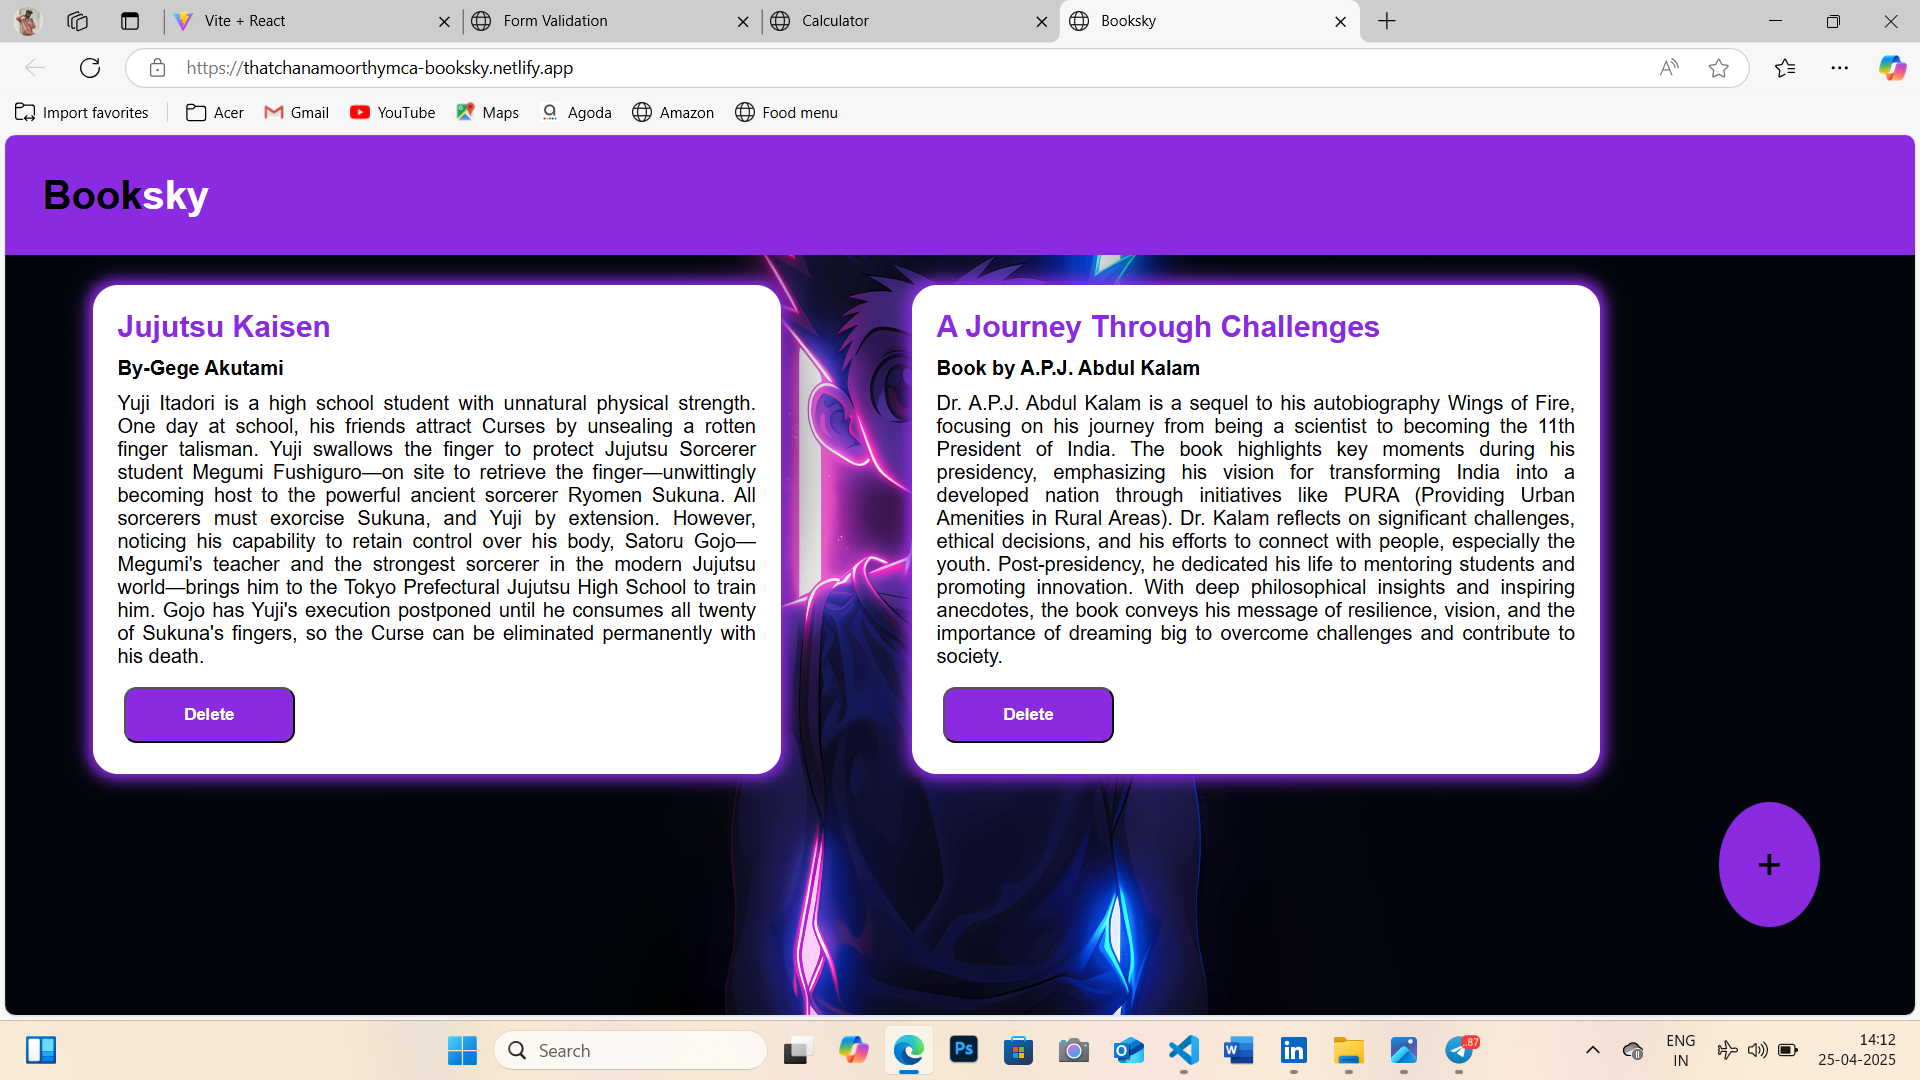 Vite + React
Form Validation
Calculator
Booksky
https://thatchanamoorthymca-booksky.netlify.app
Import favorites
Acer
Gmail
YouTube
Maps
Agoda
Amazon
Food menu
Booksky
Jujutsu Kaisen
By-Gege Akutami
Yuji Itadori is a high school student with unnatural physical strength.
One day at school, his friends attract Curses by unsealing a rotten
finger talisman. Yuji swallows the finger to protect Jujutsu Sorcerer
student Megumi Fushiguro—on site to retrieve the finger—unwittingly
becoming host to the powerful ancient sorcerer Ryomen Sukuna. All
sorcerers must exorcise Sukuna, and Yuji by extension. However,
noticing his capability to retain control over his body, Satoru Gojo—
Megumi's teacher and the strongest sorcerer in the modern Jujutsu
world—brings him to the Tokyo Prefectural Jujutsu High School to train
him. Gojo has Yuji's execution postponed until he consumes all twenty
of Sukuna's fingers, so the Curse can be eliminated permanently with
his death.
Delete
A Journey Through Challenges
Book by A.P.J. Abdul Kalam
Dr. A.P.J. Abdul Kalam is a sequel to his autobiography Wings of Fire,
focusing on his journey from being a scientist to becoming the 11th
President of India. The book highlights key moments during his
presidency, emphasizing his vision for transforming India into a
developed nation through initiatives like PURA (Providing Urban
Amenities in Rural Areas). Dr. Kalam reflects on significant challenges,
ethical decisions, and his efforts to connect with people, especially the
youth. Post-presidency, he dedicated his life to mentoring students and
promoting innovation. With deep philosophical insights and inspiring
anecdotes, the book conveys his message of resilience, vision, and the
importance of dreaming big to overcome challenges and contribute to
society.
Delete
+
Search
Ps
in
..87
ENG
IN
14:12
25-04-2025